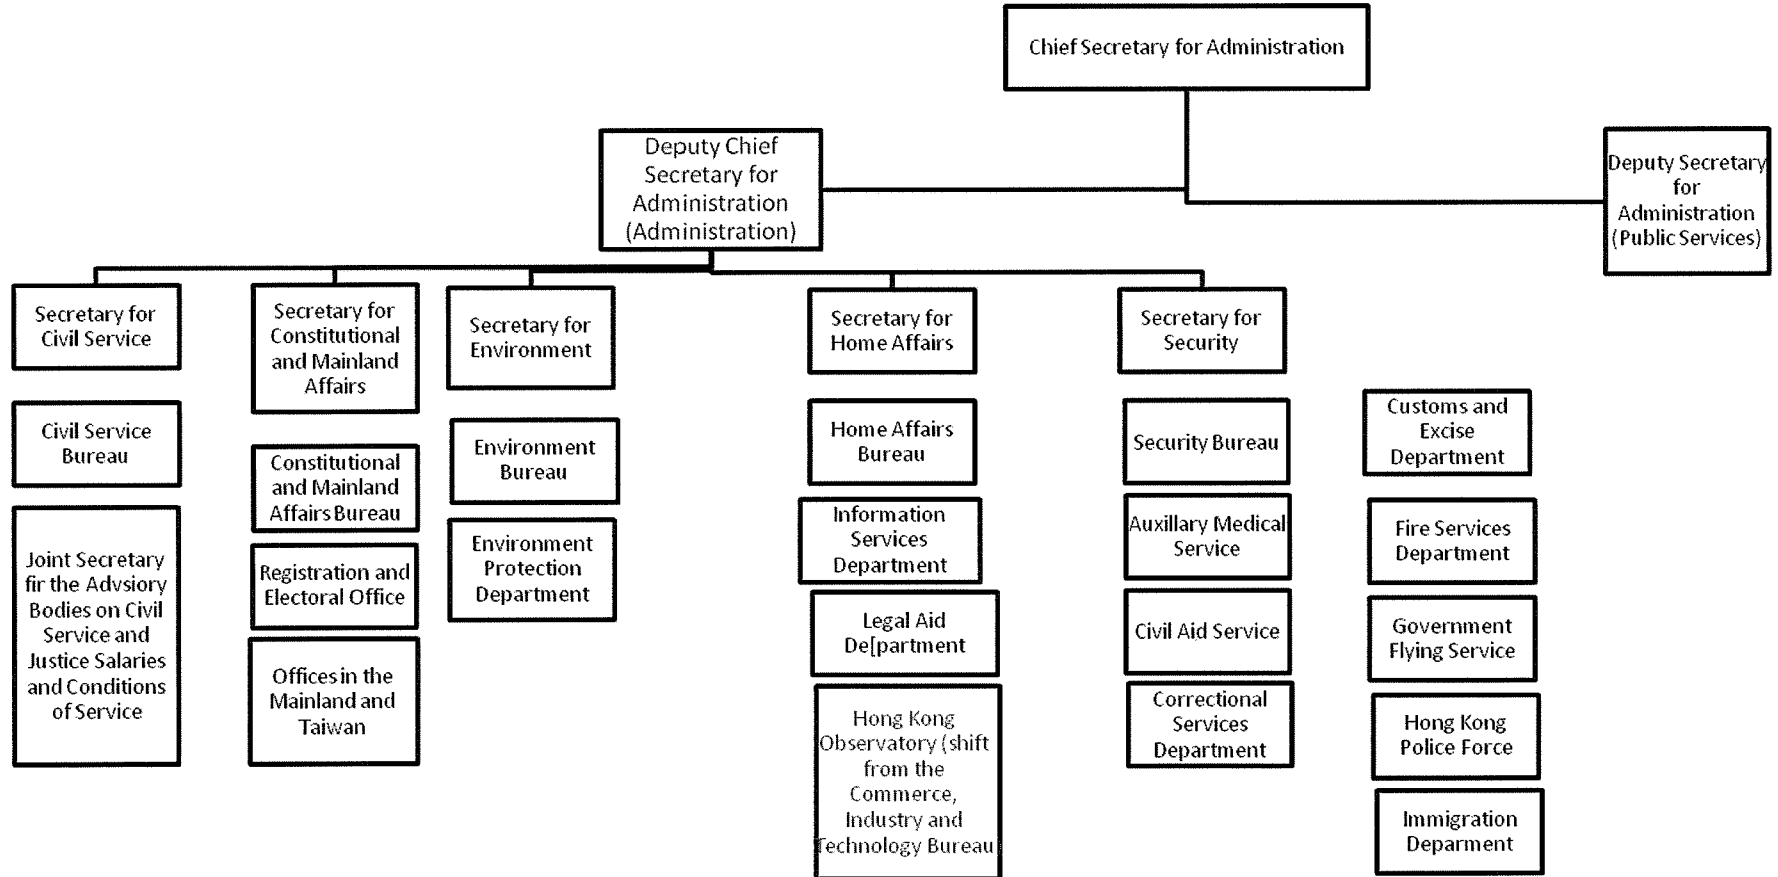 Chief Secretary for Administration
Deputy Chief
Secretary for
Administration
(Administration)
Deputy Secretary
for
Administration
(Public Services)
Secretary for
Civil Service
Secretary for
Constitutional
and Mainland
Affairs
Secretary for
Environment
Secretary for
Home Affairs
Secretary for
Security
Civil Service
Bureau
Constitutional
and Mainland
Affairs Bureau
Environment
Bureau
Home Affairs
Bureau
Security Bureau
Customs and
Excise
Department
Joint Secretary
fir the Advsiory
Bodies on Civil
Service and
Justice Salaries
and Conditions
of Service
Registration and
Electoral Office
Environment
Protection
Department
Information
Services
Department
Auxillary Medical
Service
Fire Services
Department
Offices in the
Mainland and
Taiwan
Legal Aid
De[partment
Civil Aid Service
Government
Flying Service
Hong Kong
Observatory (shift
from the
Commerce,
Industry and
Technology Bureau
Correctional
Services
Department
Hong Kong
Police Force
Immigration
Deparment